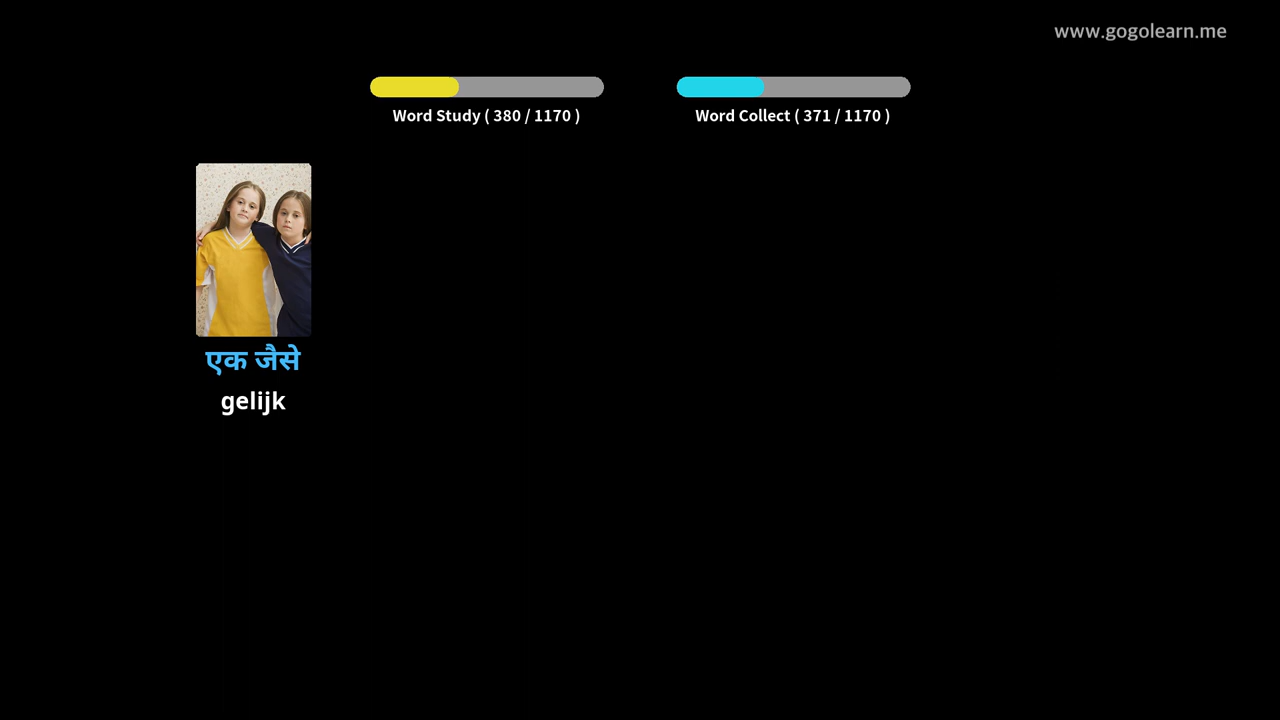 www.gogolearn.me
Word Study ( 380 / 1170 )
Word Collect ( 371 / 1170 )
एक जैसे
gelijk